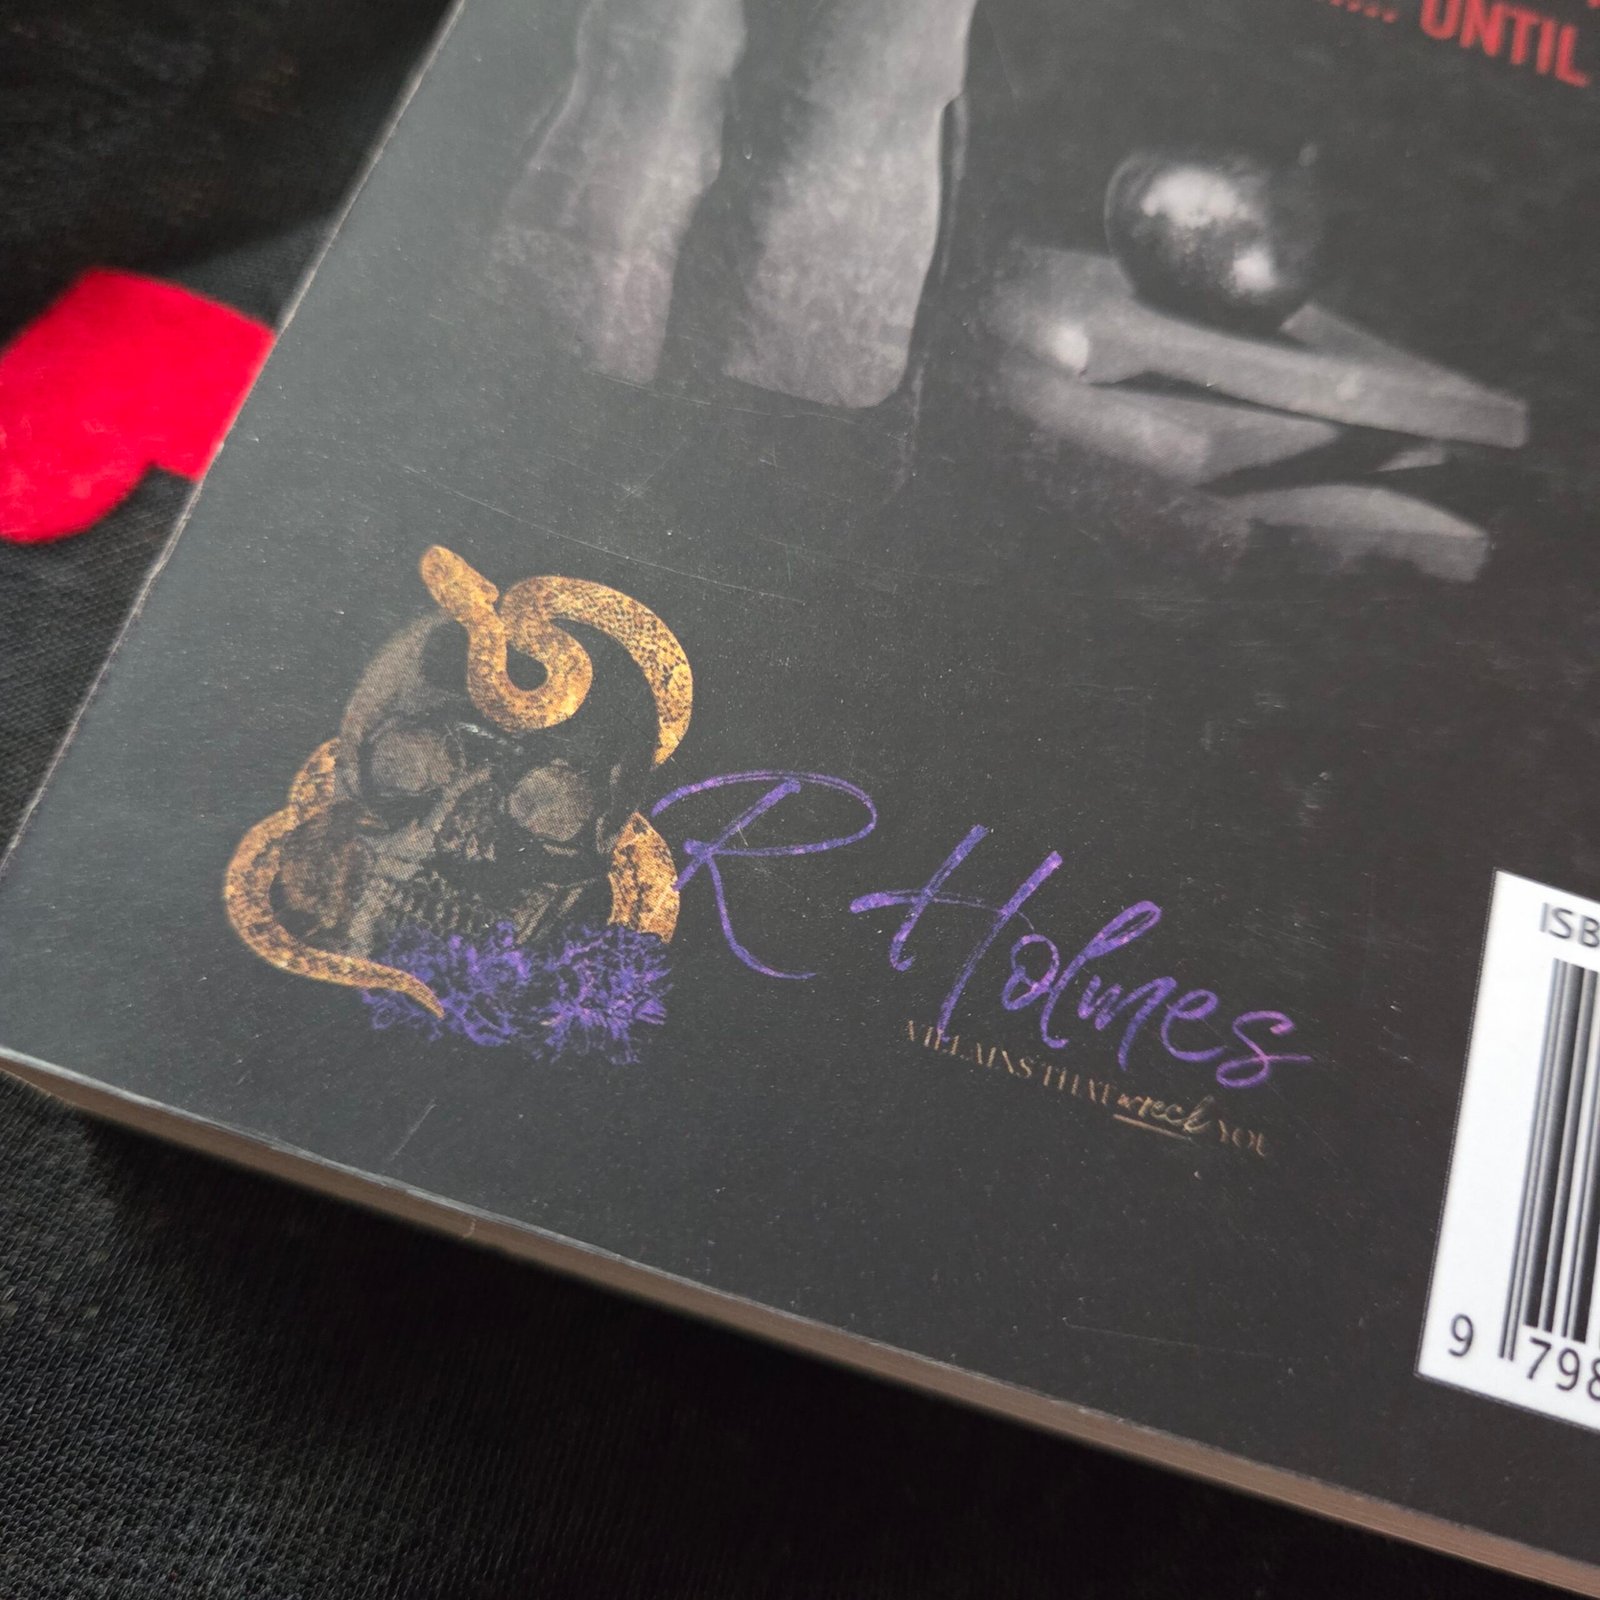 UNTIL
R Holmes
VILLAINS THAT wreck YOU
ISB
9 798